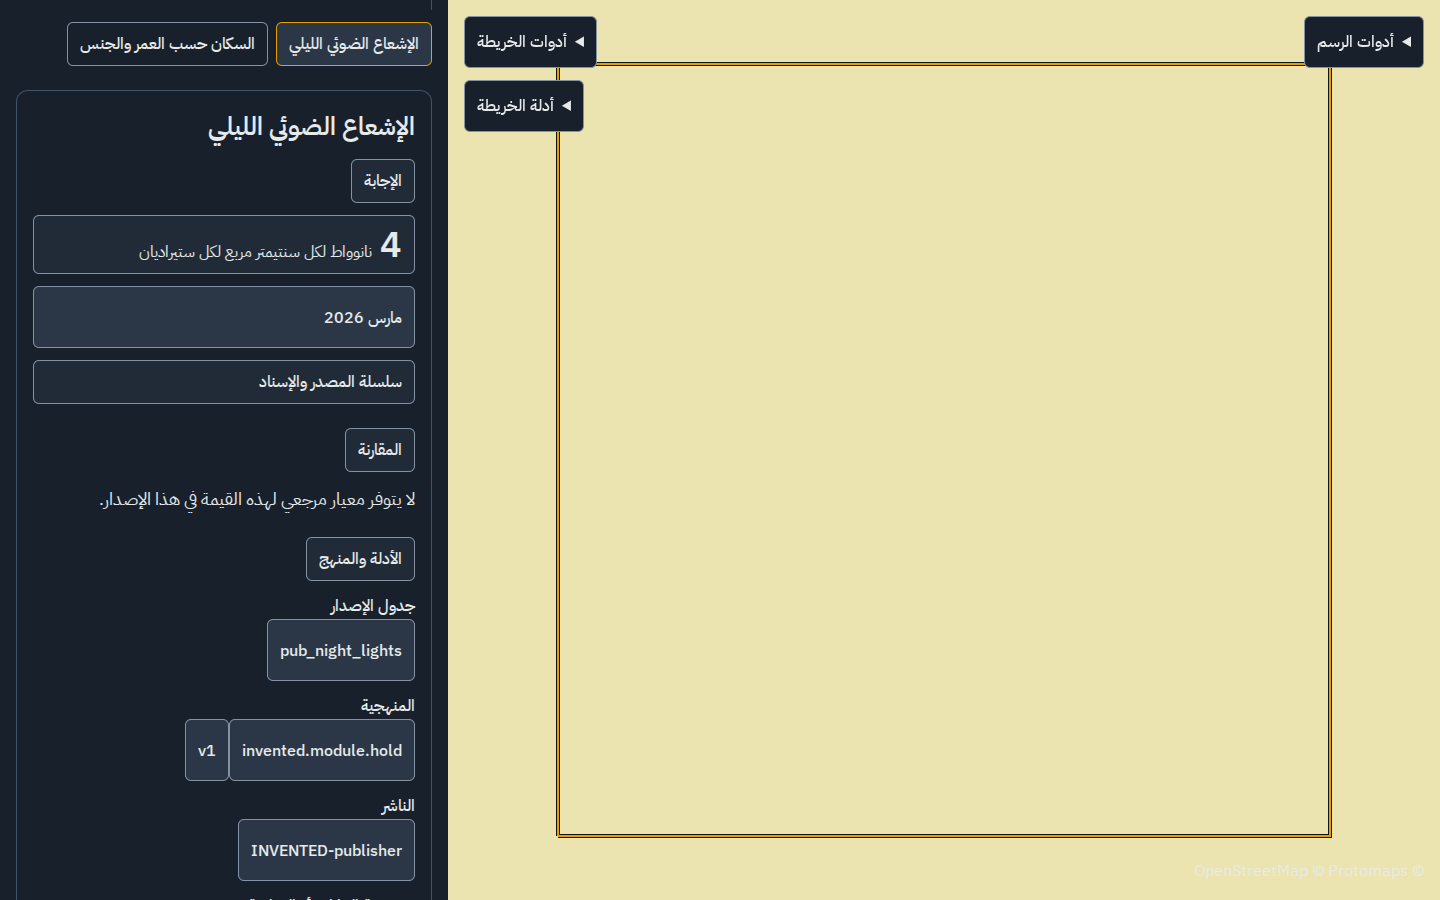 الإشعاع الضوئي الليلي
السكان حسب العمر والجنس
الإشعاع الضوئي الليلي
الإجابة
4 نانوواط لكل سنتيمتر مربع لكل ستيراديان
مارس 2026
سلسلة المصدر والإسناد
المقارنة
لا يتوفر معيار مرجعي لهذه القيمة في هذا الإصدار.
الأدلة والمنهج
جدول الإصدار
pub_night_lights
المنهجية
invented.module.hold
v1
الناشر
INVENTED-publisher
أدوات الرسم
أدوات الخريطة
أدلة الخريطة
OpenStreetMap © Protomaps ©